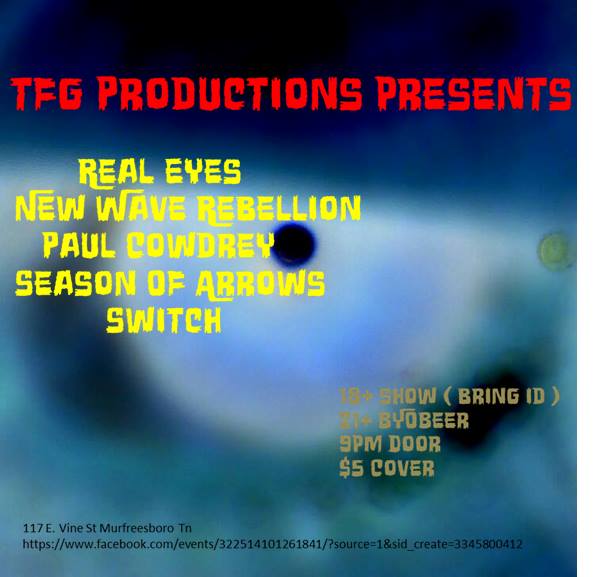 TFG PRODUCTIONS PRESENTS
REAL EYES
NEW WAVE REBELLION
PAUL COWDREY
SEASON OF ARROWS
SWITCH
18+ SHOW ( BRING ID )
21+ BYOBEER
9PM DOOR
$5 COVER
117 E. Vine St Murfreesboro Tn
https://www.facebook.com/events/322514101261841/?source=1&sid_create=3345800412